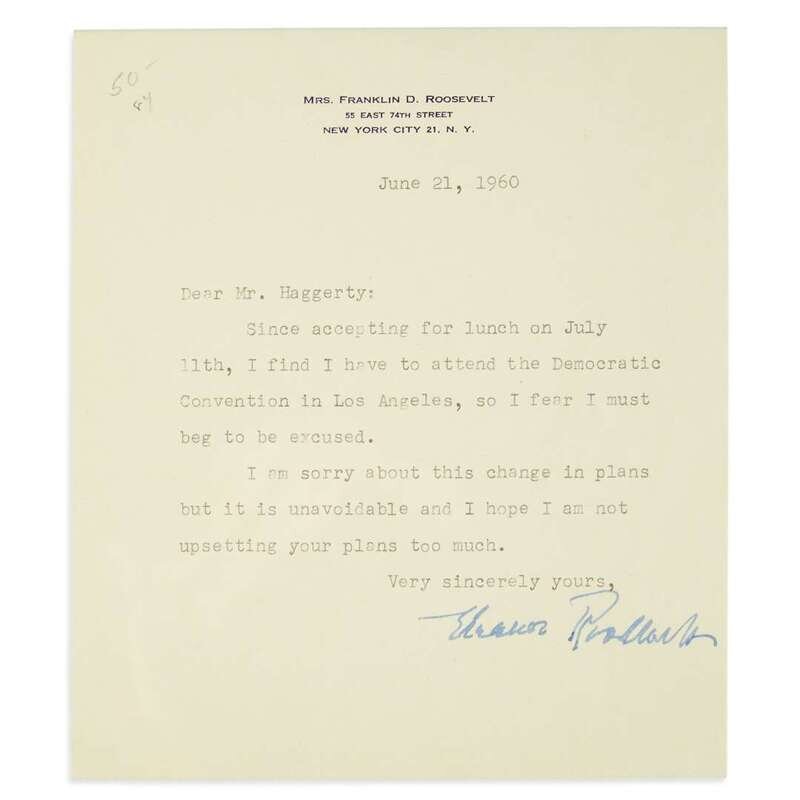 50-
MRS. FRANKLIN D. ROOSEVELT
55 EAST 74TH STREET
NEW YORK CITY 21, N. Y.
June 21, 1960
Dear Mr. Haggerty:
Since accepting for lunch on July
11th, I find I have to attend the Democratic
Convention in Los Angeles, so I fear I must
beg to be excused.
I am sorry about this change in plans
but it is unavoidable and I hope I am not
upsetting your plans too much.
Very sincerely yours,
Eleanor Roosevelt